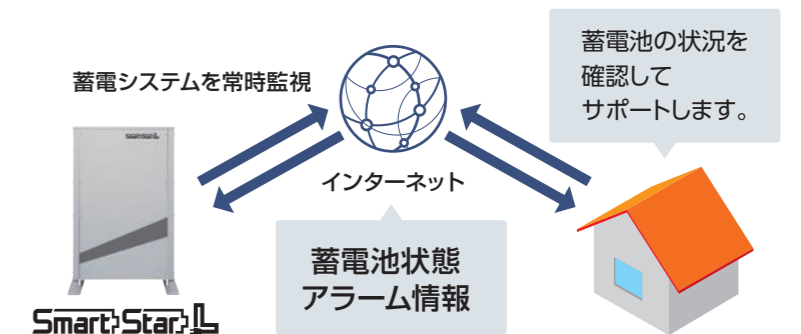 蓄電池の状況を
確認して
サポートします。
蓄電システムを常時監視
SmartStar L
インターネット
蓄電池状態
アラーム情報
SmartStar L